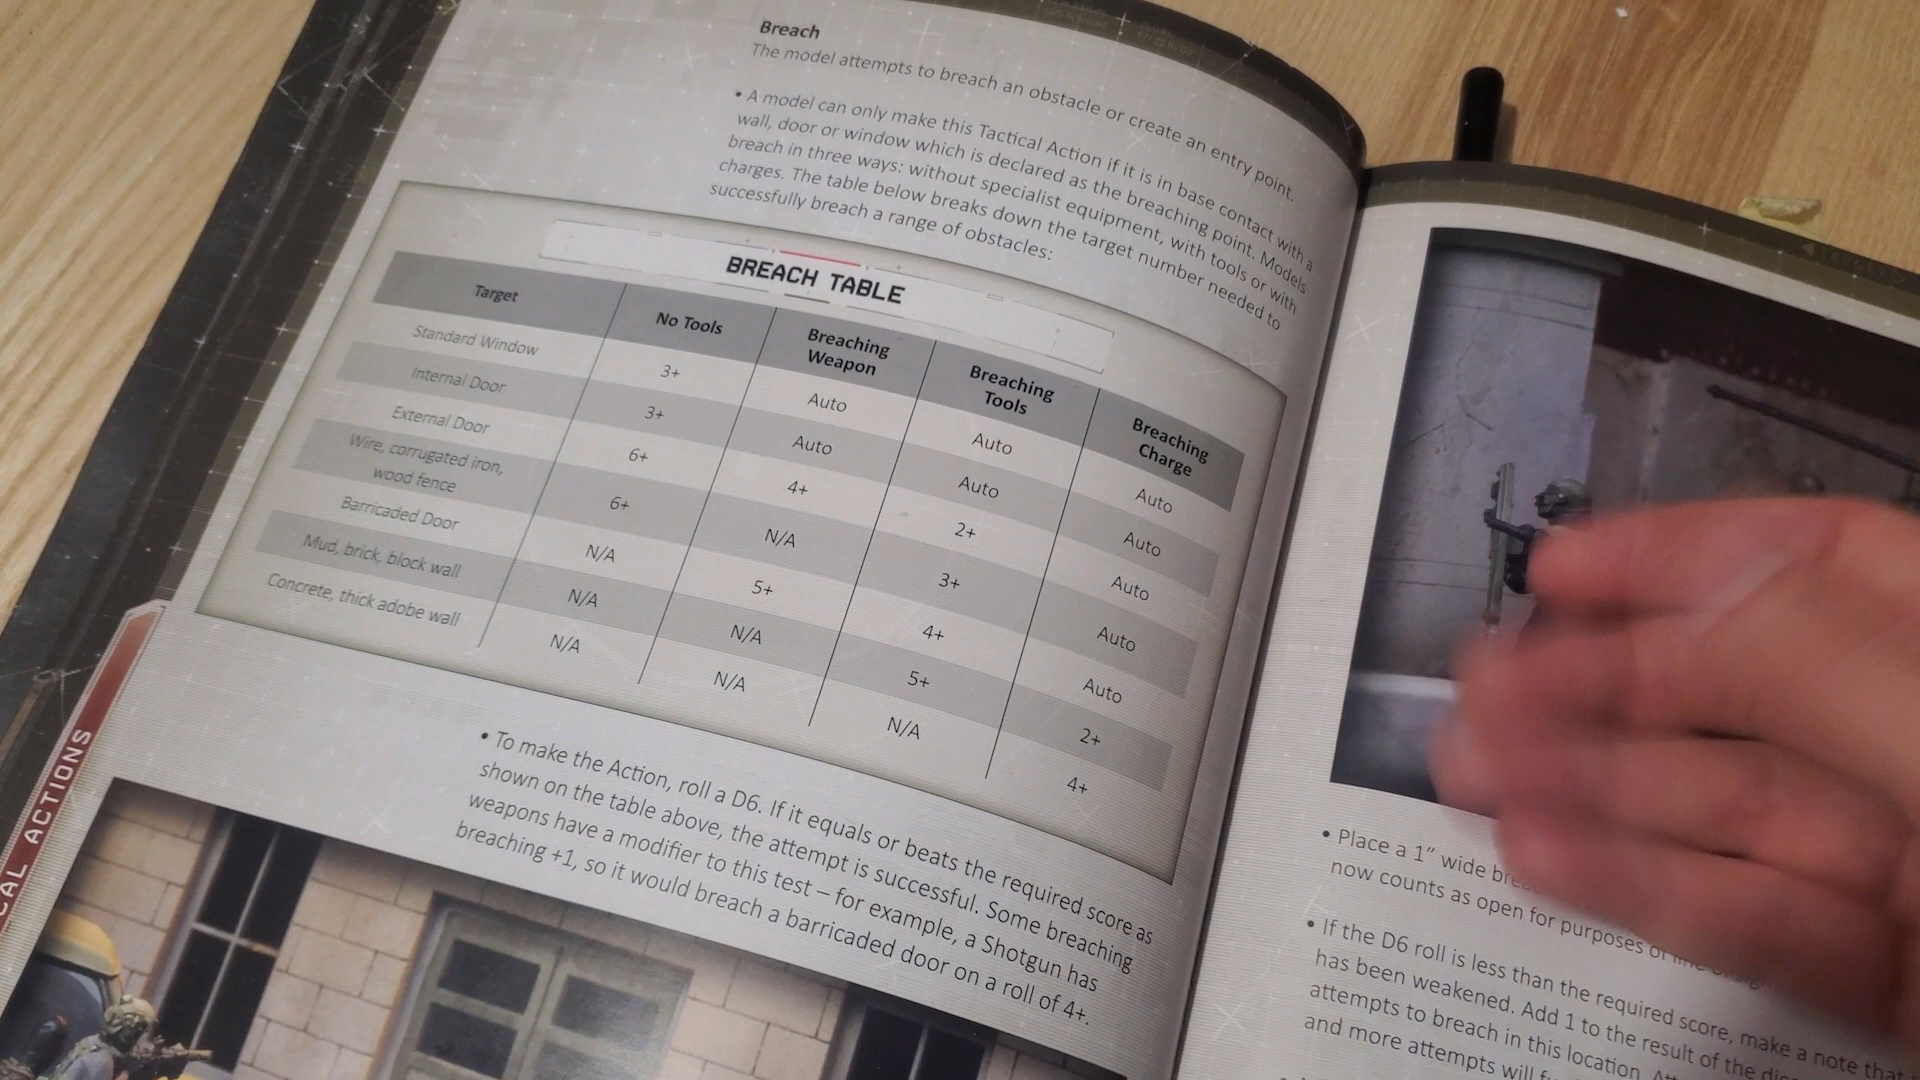 Breach
The model attempts to breach an obstacle or create an entry point.
• A model can only make this Tactical Action if it is in base contact with a
wall, door or window which is declared as the breaching point. Models
breach in three ways: without specialist equipment, with tools or with
charges. The table below breaks down the target number needed to
successfully breach a range of obstacles:
BREACH TABLE
Target No Tools Breaching Weapon Breaching Tools Breaching Charge
Standard Window 3+ Auto Auto Auto
Internal Door 3+ Auto Auto Auto
External Door 6+ 4+ 2+ Auto
Wire, corrugated iron,
wood fence 6+ N/A 3+ Auto
Barricaded Door N/A 5+ 4+ Auto
Mud, brick, block wall N/A N/A 5+ 2+
Concrete, thick adobe wall N/A N/A N/A 4+
• To make the Action, roll a D6. If it equals or beats the required score as
shown on the table above, the attempt is successful. Some breaching
weapons have a modifier to this test – for example, a Shotgun has
breaching +1, so it would breach a barricaded door on a roll of 4+.
CAL ACTIONS
• Place a 1” wide
now counts as open for purposes
• If the D6 roll is less than the required score, make a note that
has been weakened. Add 1 to the result of the
attempts to breach in this location.
and more attempts will